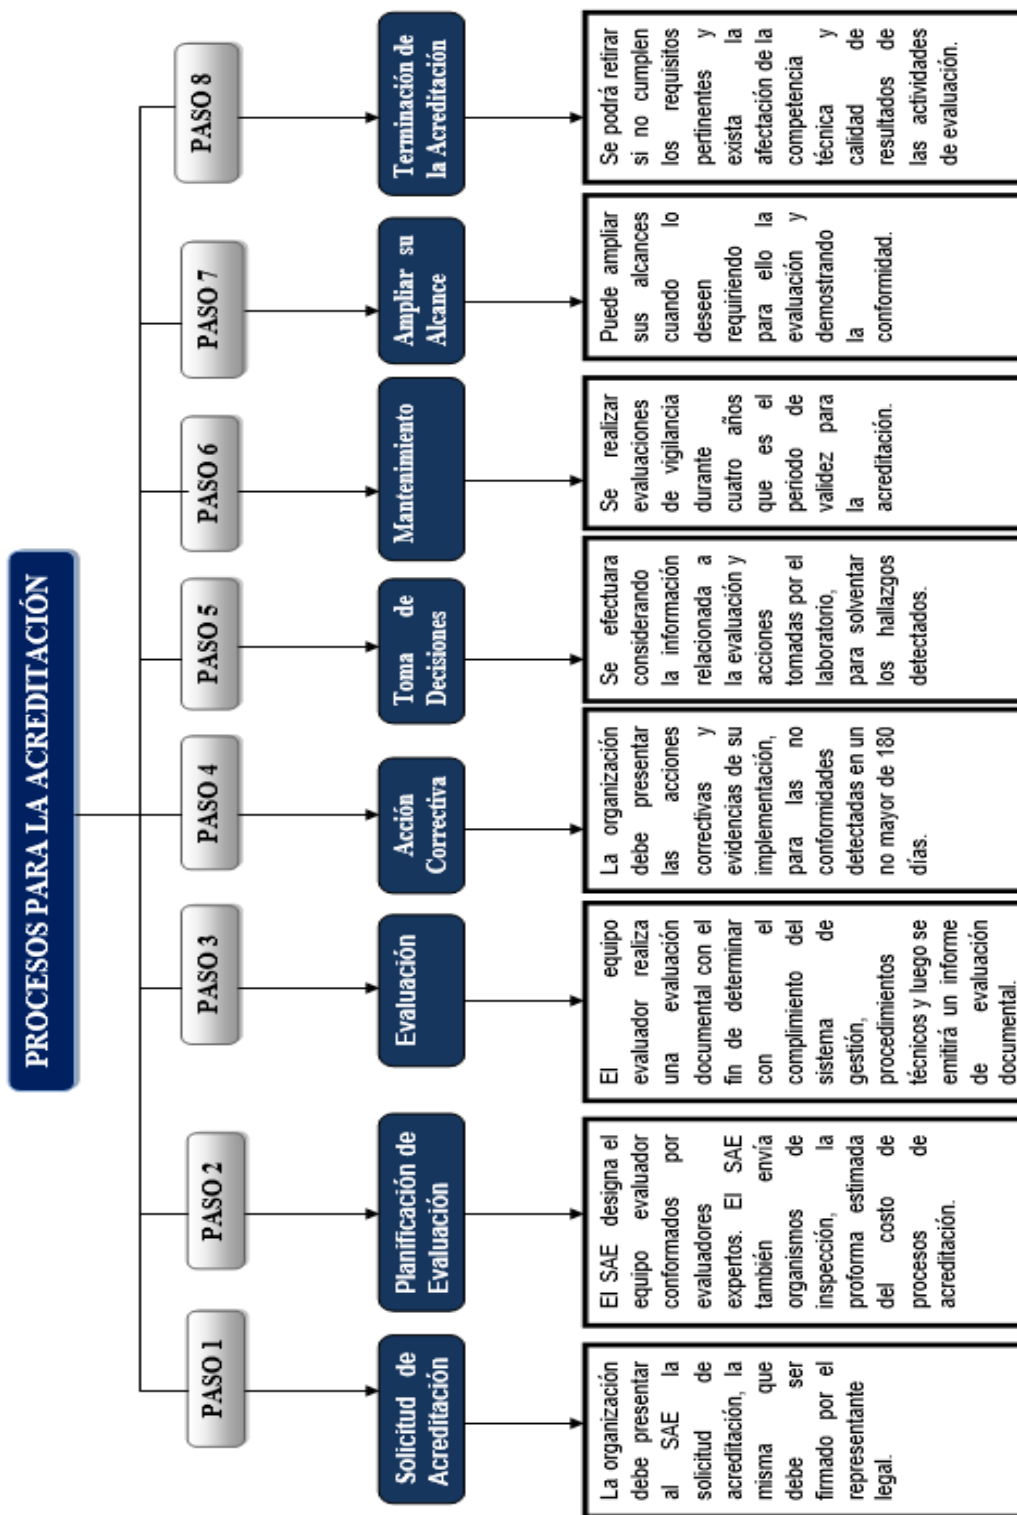 PROCESOS PARA LA ACREDITACIÓN
PASO 1
Solicitud de
Acreditación
La organización
debe presentar
al SAE la
solicitud de
acreditación, la
misma que
debe ser
firmado por el
representante
legal.
PASO 2
Planificación de
Evaluación
El SAE designa el
equipo evaluador
conformados por
evaluadores
expertos. El SAE
también envía
organismos de
inspección, la
proforma estimada
del costo de
procesos de
acreditación.
PASO 3
Evaluación
El equipo
evaluador realiza
una evaluación
documental con el
fin de determinar
con el
complimiento del
sistema de
gestión,
procedimientos
técnicos y luego se
emitirá un informe
de evaluación
documental.
PASO 4
Acción
Correctiva
La organización
debe presentar
las acciones
correctivas y
evidencias de su
implementación,
para las no
conformidades
detectadas en un
no mayor de 180
días.
PASO 5
Toma de
Decisiones
Se efectuara
considerando
la información
relacionada a
la evaluación y
acciones
tomadas por el
laboratorio,
para solventar
los hallazgos
detectados.
PASO 6
Mantenimiento
Se realizar
evaluaciones
de vigilancia
durante
cuatro años
que es el
periodo de
validez para
la
acreditación.
PASO 7
Ampliar su
Alcance
Puede ampliar
sus alcances
cuando lo
deseen
requiriendo
para ello la
evaluación y
demostrando
la
conformidad.
PASO 8
Terminación de
la Acreditación
Se podrá retirar
si no cumplen
los requisitos
pertinentes y
exista la
afectación de la
competencia
técnica y
calidad de
resultados de
las actividades
de evaluación.